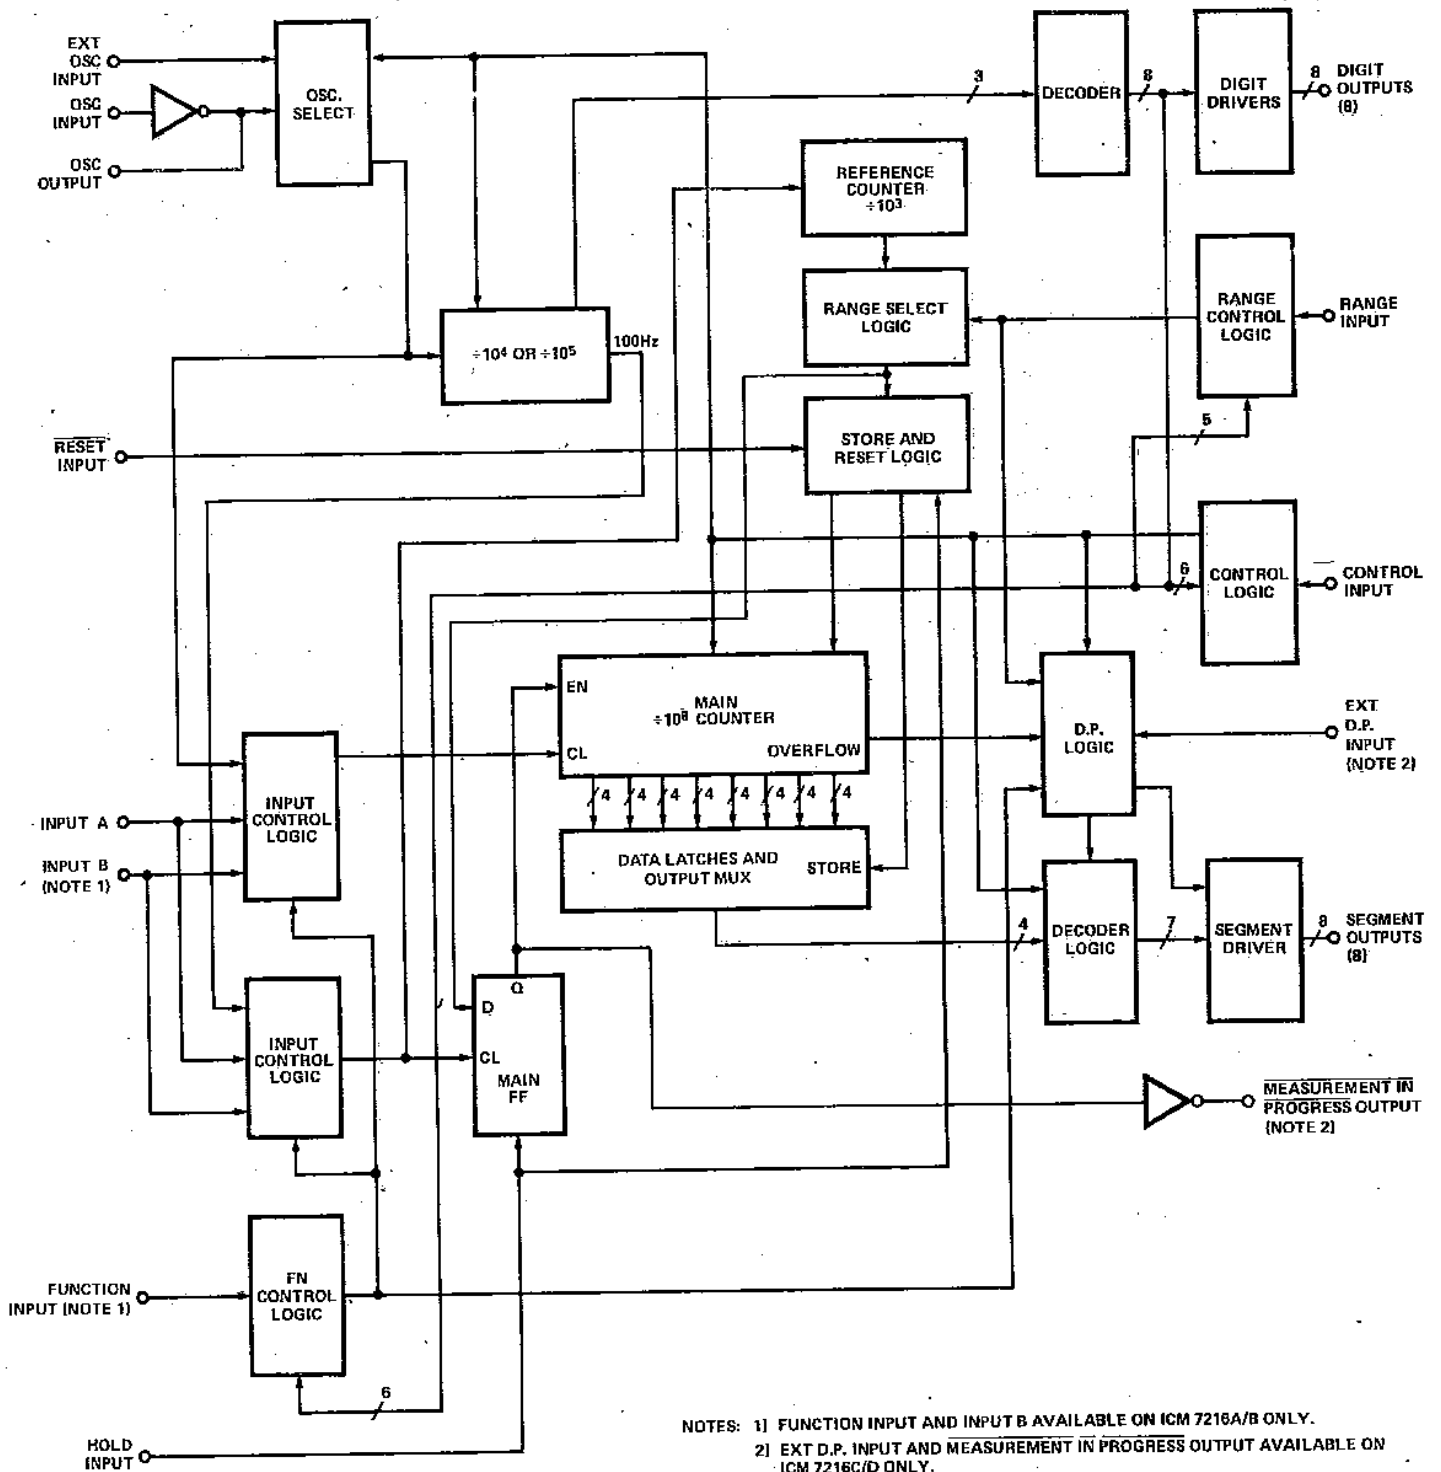 EXT
OSC
INPUT
OSC
INPUT
OSC
OUTPUT
OSC.
SELECT
3
DECODER
8
DIGIT
DRIVERS
8
DIGIT
OUTPUTS
(8)
REFERENCE
COUNTER
÷10³
RANGE SELECT
LOGIC
RANGE
CONTROL
LOGIC
RANGE
INPUT
÷10⁴ OR ÷10⁵
100Hz
RESET
INPUT
STORE AND
RESET LOGIC
5
6
CONTROL
LOGIC
CONTROL
INPUT
EN
MAIN
÷10⁸ COUNTER
CL
OVERFLOW
D.P.
LOGIC
EXT
D.P.
INPUT
(NOTE 2)
4 4 4 4 4 4 4 4
INPUT
CONTROL
LOGIC
INPUT A
INPUT B
(NOTE 1)
DATA LATCHES AND
OUTPUT MUX
STORE
4
DECODER
LOGIC
7
SEGMENT
DRIVER
8
SEGMENT
OUTPUTS
(8)
INPUT
CONTROL
LOGIC
Q
D
CL
MAIN
FF
MEASUREMENT IN
PROGRESS OUTPUT
(NOTE 2)
FUNCTION
INPUT (NOTE 1)
FN
CONTROL
LOGIC
6
HOLD
INPUT
NOTES: 1] FUNCTION INPUT AND INPUT B AVAILABLE ON ICM 7216A/B ONLY.
2] EXT D.P. INPUT AND MEASUREMENT IN PROGRESS OUTPUT AVAILABLE ON
ICM 7216C/D ONLY.